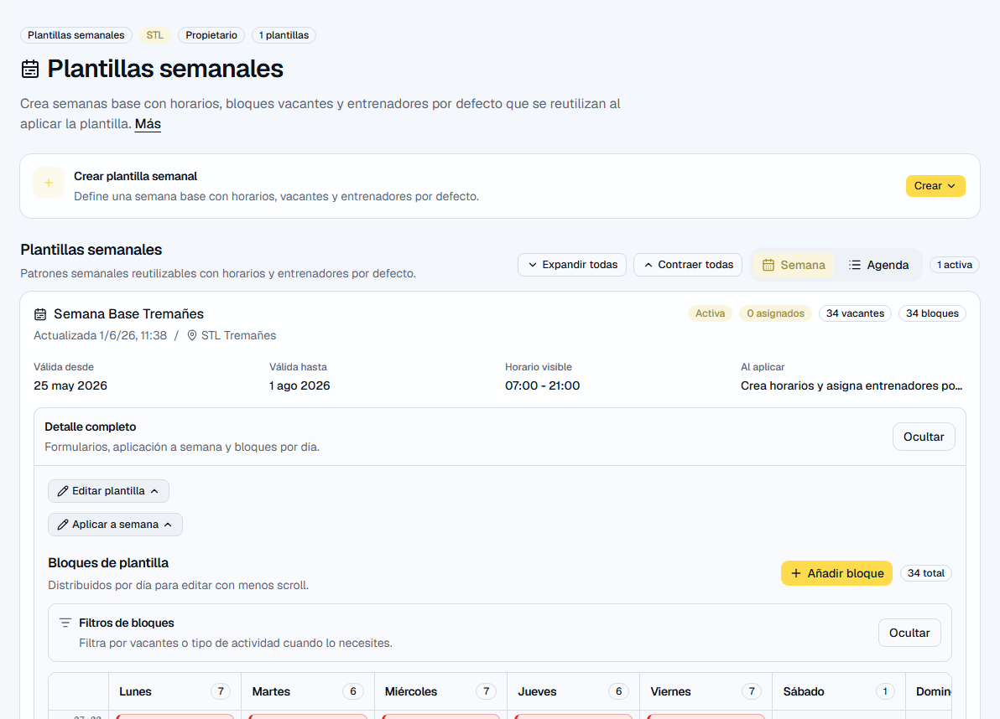 Plantillas semanales STL Propietario 1 plantillas
Plantillas semanales
Crea semanas base con horarios, bloques vacantes y entrenadores por defecto que se reutilizan al
aplicar la plantilla. Más
Crear plantilla semanal
Define una semana base con horarios, vacantes y entrenadores por defecto.
Crear
Plantillas semanales
Patrones semanales reutilizables con horarios y entrenadores por defecto.
Expandir todas Contraer todas Semana Agenda 1 activa
Semana Base Tremañes
Activa 0 asignados 34 vacantes 34 bloques
Actualizada 1/6/26, 11:38 / STL Tremañes
Válida desde Válida hasta Horario visible Al aplicar
25 may 2026 1 ago 2026 07:00 - 21:00 Crea horarios y asigna entrenadores po...
Detalle completo
Formularios, aplicación a semana y bloques por día.
Ocultar
Editar plantilla
Aplicar a semana
Bloques de plantilla
Distribuidos por día para editar con menos scroll.
+ Añadir bloque 34 total
Filtros de bloques
Filtra por vacantes o tipo de actividad cuando lo necesites.
Ocultar
Lunes 7 Martes 6 Miércoles 7 Jueves 6 Viernes 7 Sábado 1 Domin